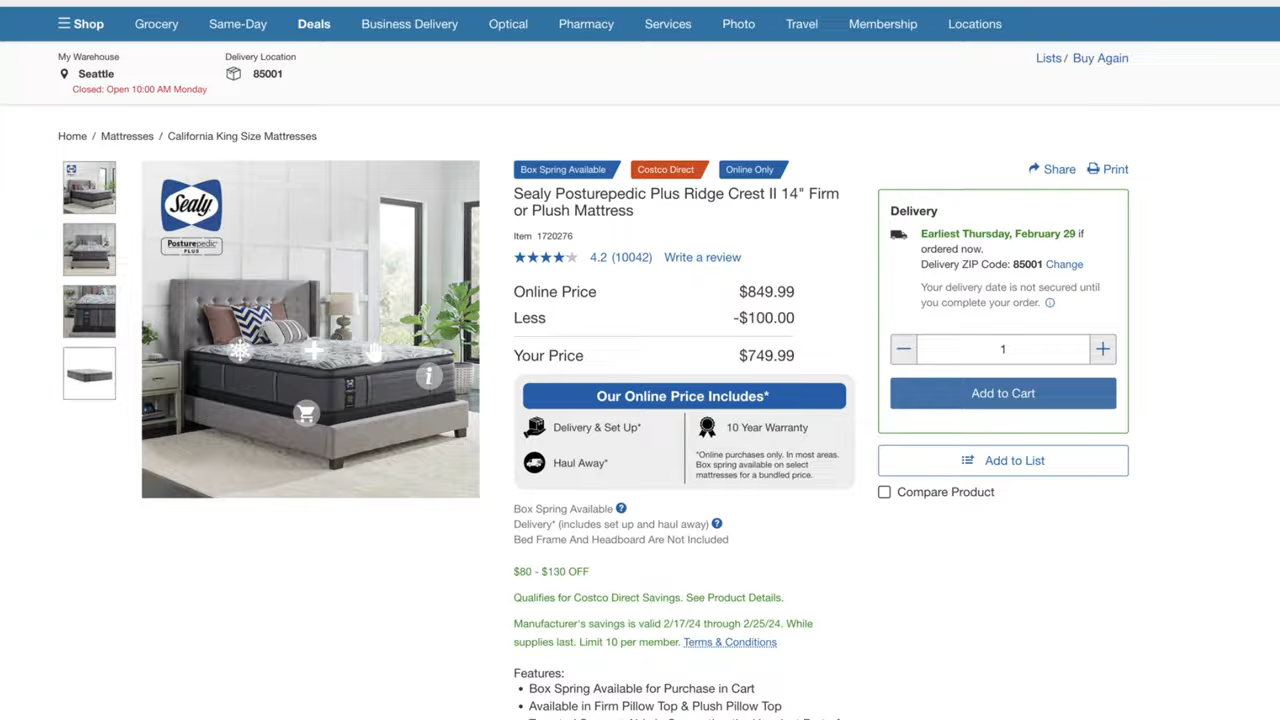 Shop Grocery Same-Day Deals Business Delivery Optical Pharmacy Services Photo Travel Membership Locations
My Warehouse
Seattle
Closed: Open 10:00 AM Monday
Delivery Location
85001
Lists/ Buy Again
Home / Mattresses / California King Size Mattresses
Sealy
Posturepedic
PLUS
Box Spring Available Costco Direct Online Only
Sealy Posturepedic Plus Ridge Crest II 14" Firm
or Plush Mattress
Item 1720276
4.2 (10042) Write a review
Online Price $849.99
Less -$100.00
Your Price $749.99
Our Online Price Includes*
Delivery & Set Up*
Haul Away*
10 Year Warranty
*Online purchases only. In most areas.
Box spring available on select
mattresses for a bundled price.
Box Spring Available
Delivery* (includes set up and haul away)
Bed Frame And Headboard Are Not Included
$80 - $130 OFF
Qualifies for Costco Direct Savings. See Product Details.
Manufacturer's savings is valid 2/17/24 through 2/25/24. While
supplies last. Limit 10 per member. Terms & Conditions
Features:
• Box Spring Available for Purchase in Cart
• Available in Firm Pillow Top & Plush Pillow Top
Share Print
Delivery
Earliest Thursday, February 29 if
ordered now.
Delivery ZIP Code: 85001 Change
Your delivery date is not secured until
you complete your order.
1
Add to Cart
Add to List
Compare Product